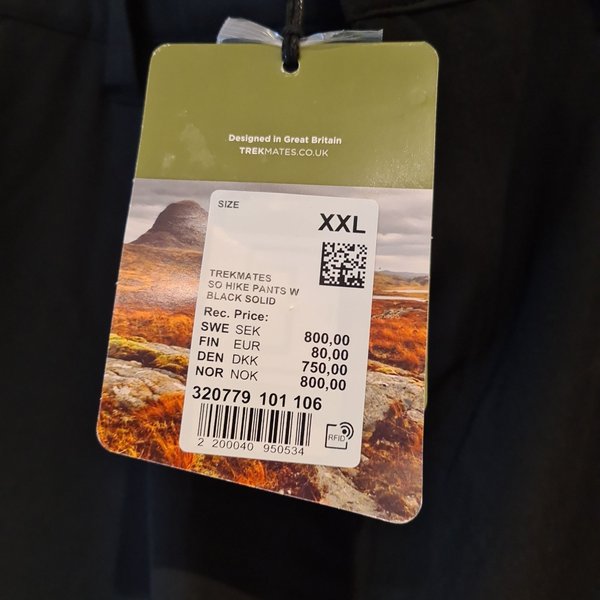 Designed in Great Britain
TREKMATES.CO.UK
SIZE
XXL
TREKMATES
SO HIKE PANTS W
BLACK SOLID
Rec. Price:
SWE SEK 800,00
FIN EUR 80,00
DEN DKK 750,00
NOR NOK 800,00
320779 101 106
2 200040 950534
RFID